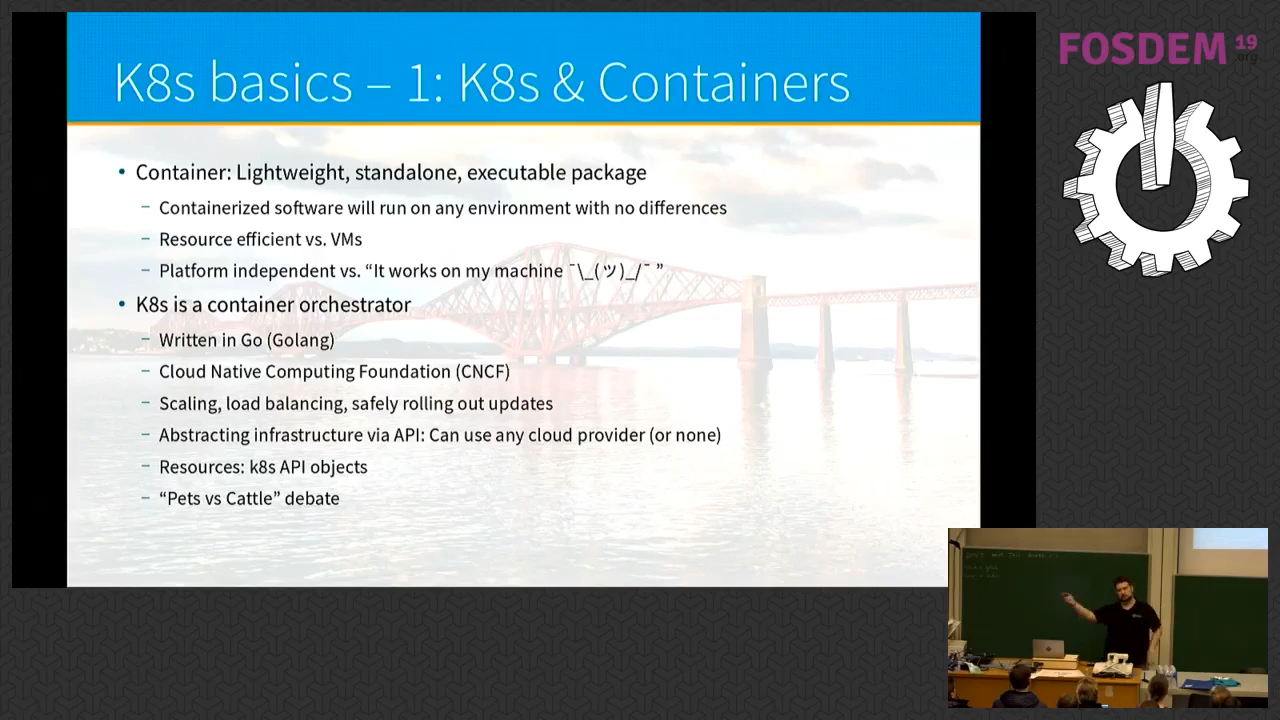 K8s basics – 1: K8s & Containers
• Container: Lightweight, standalone, executable package
– Containerized software will run on any environment with no differences
– Resource efficient vs. VMs
– Platform independent vs. “It works on my machine ¯\_(ツ)_/¯ ”
• K8s is a container orchestrator
– Written in Go (Golang)
– Cloud Native Computing Foundation (CNCF)
– Scaling, load balancing, safely rolling out updates
– Abstracting infrastructure via API: Can use any cloud provider (or none)
– Resources: k8s API objects
– “Pets vs Cattle” debate
FOSDEM 19
.org